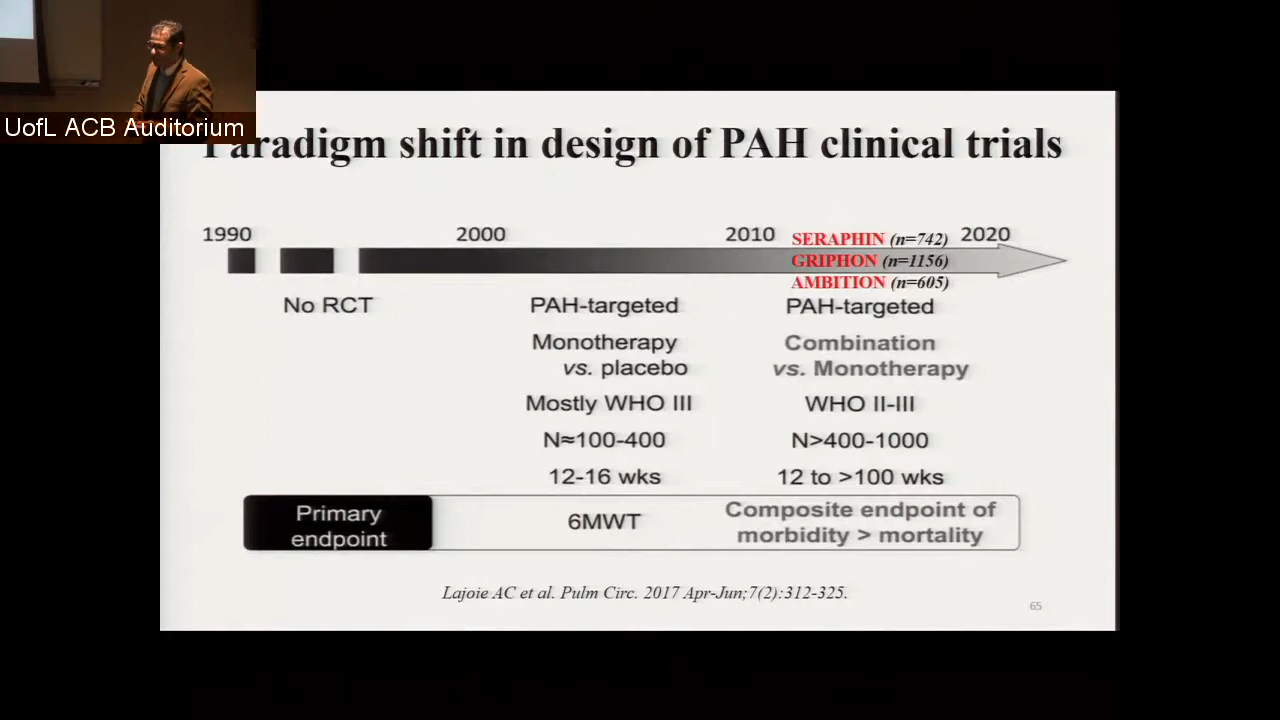 UofL ACB Auditorium
Paradigm shift in design of PAH clinical trials
1990
2000
2010
2020
SERAPHIN (n=742)
GRIPHON (n=1156)
AMBITION (n=605)
No RCT
PAH-targeted
Monotherapy
vs. placebo
Mostly WHO III
N≈100-400
12-16 wks
PAH-targeted
Combination
vs. Monotherapy
WHO II-III
N>400-1000
12 to >100 wks
Primary
endpoint
6MWT
Composite endpoint of
morbidity > mortality
Lajoie AC et al. Pulm Circ. 2017 Apr-Jun;7(2):312-325.
65